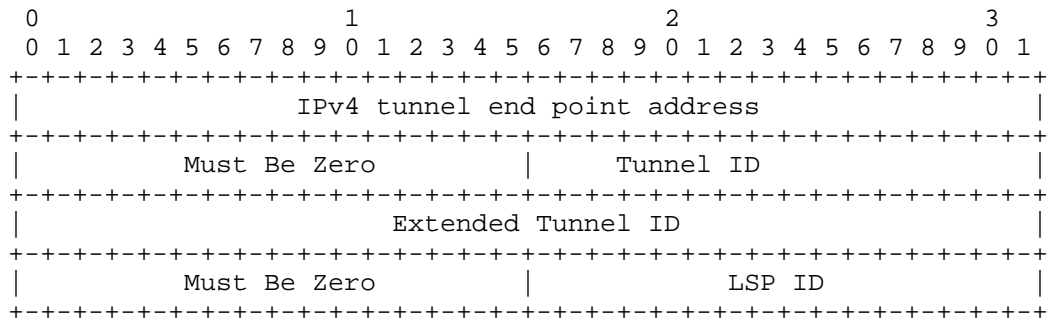 0                   1                   2                   3
 0 1 2 3 4 5 6 7 8 9 0 1 2 3 4 5 6 7 8 9 0 1 2 3 4 5 6 7 8 9 0 1
+-+-+-+-+-+-+-+-+-+-+-+-+-+-+-+-+-+-+-+-+-+-+-+-+-+-+-+-+-+-+-+-+
|                 IPv4 tunnel end point address                 |
+-+-+-+-+-+-+-+-+-+-+-+-+-+-+-+-+-+-+-+-+-+-+-+-+-+-+-+-+-+-+-+-+
|          Must Be Zero         |      Tunnel ID                |
+-+-+-+-+-+-+-+-+-+-+-+-+-+-+-+-+-+-+-+-+-+-+-+-+-+-+-+-+-+-+-+-+
|                       Extended Tunnel ID                      |
+-+-+-+-+-+-+-+-+-+-+-+-+-+-+-+-+-+-+-+-+-+-+-+-+-+-+-+-+-+-+-+-+
|          Must Be Zero         |            LSP ID             |
+-+-+-+-+-+-+-+-+-+-+-+-+-+-+-+-+-+-+-+-+-+-+-+-+-+-+-+-+-+-+-+-+